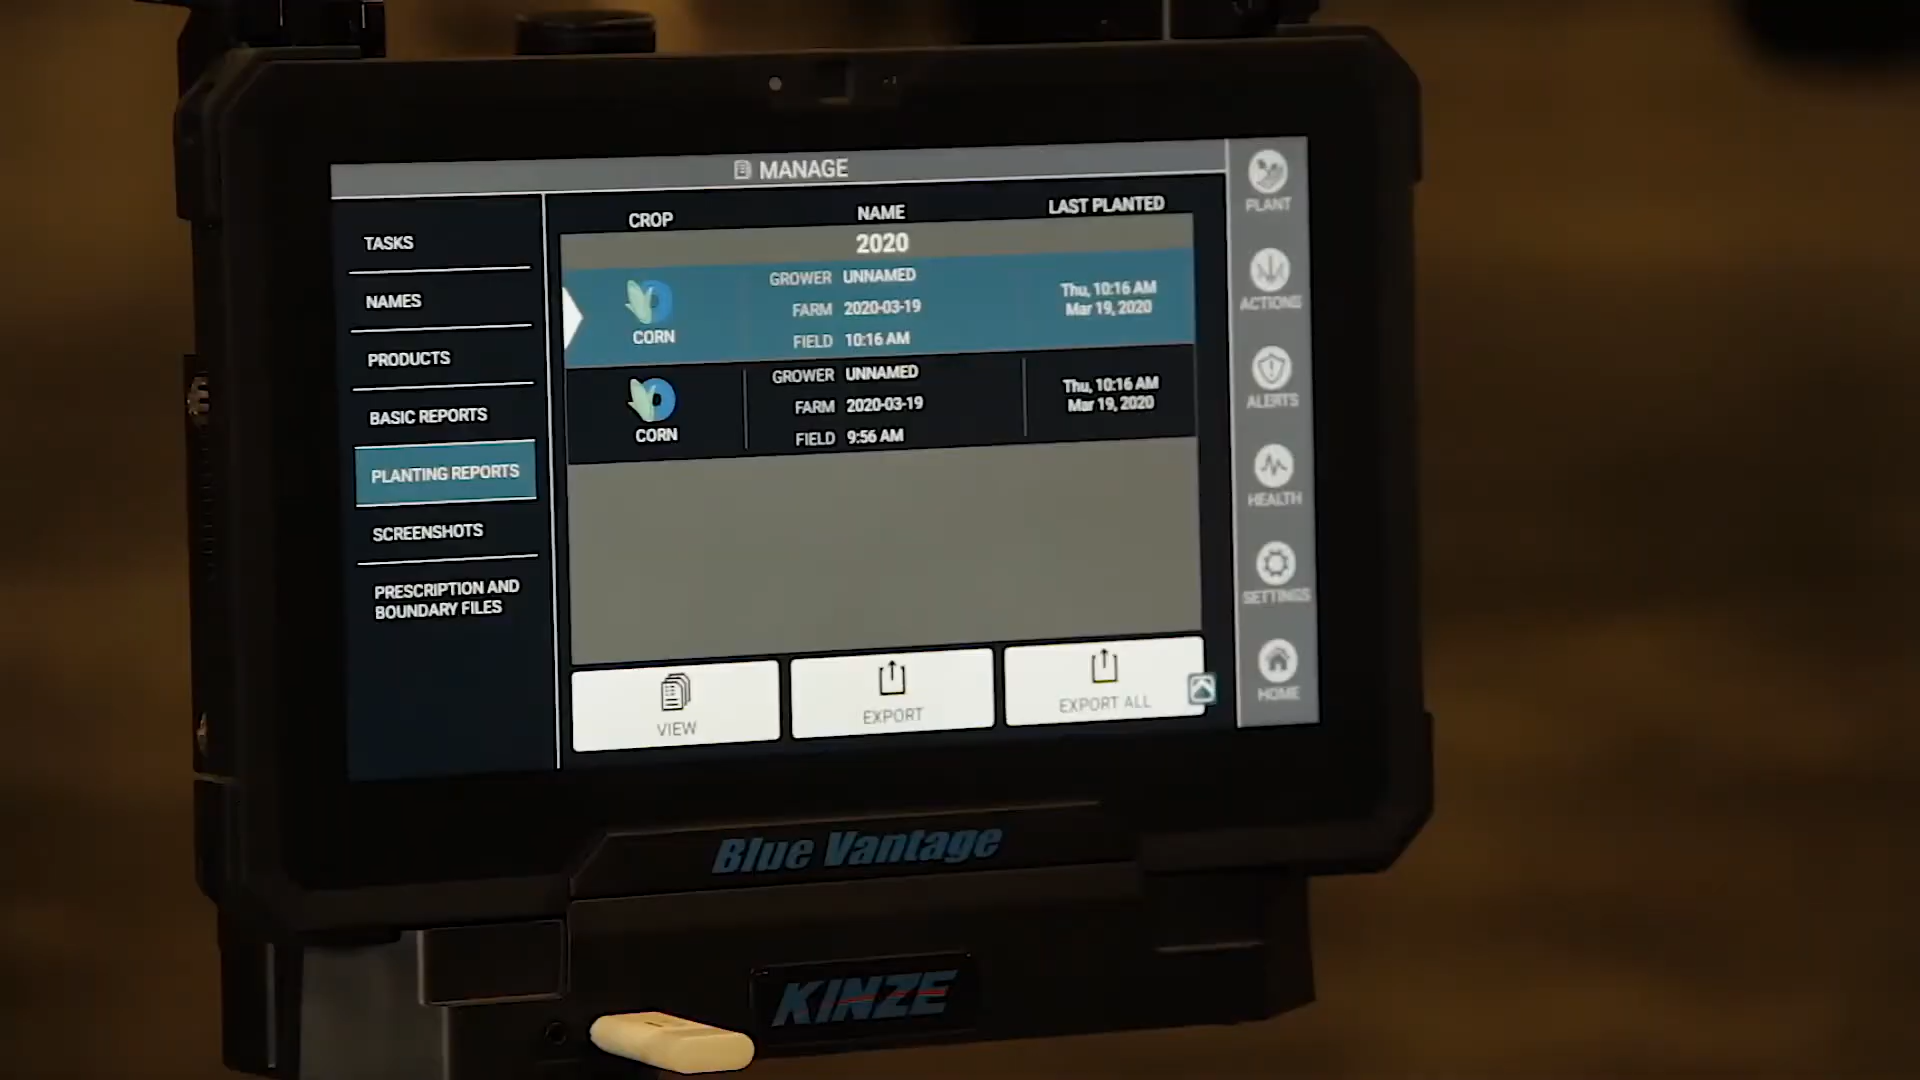 MANAGE
TASKS
NAMES
PRODUCTS
BASIC REPORTS
PLANTING REPORTS
SCREENSHOTS
PRESCRIPTION AND
BOUNDARY FILES
CROP NAME LAST PLANTED
2020
CORN
GROWER UNNAMED
FARM 2020-03-19
FIELD 10:16 AM
Thu, 10:16 AM
Mar 19, 2020
CORN
GROWER UNNAMED
FARM 2020-03-19
FIELD 9:56 AM
Thu, 10:16 AM
Mar 19, 2020
VIEW
EXPORT
EXPORT ALL
PLANT
ACTIONS
ALERTS
HEALTH
SETTINGS
HOME
Blue Vantage
KINZE